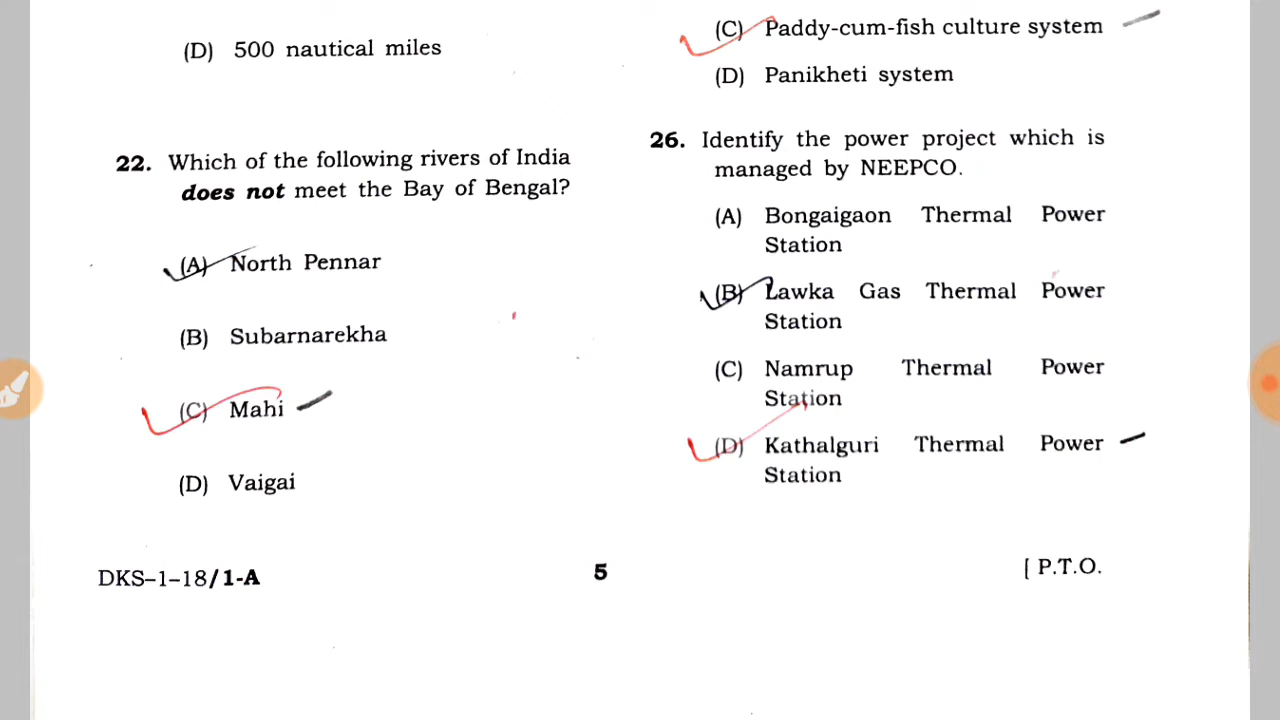 (D) 500 nautical miles
22. Which of the following rivers of India
does not meet the Bay of Bengal?
(A) North Pennar
(B) Subarnarekha
(C) Mahi
(D) Vaigai
(C) Paddy-cum-fish culture system
(D) Panikheti system
26. Identify the power project which is
managed by NEEPCO.
(A) Bongaigaon Thermal Power
Station
(B) Lawka Gas Thermal Power
Station
(C) Namrup Thermal Power
Station
(D) Kathalguri Thermal Power
Station
DKS–1–18/1-A
5
[ P.T.O.